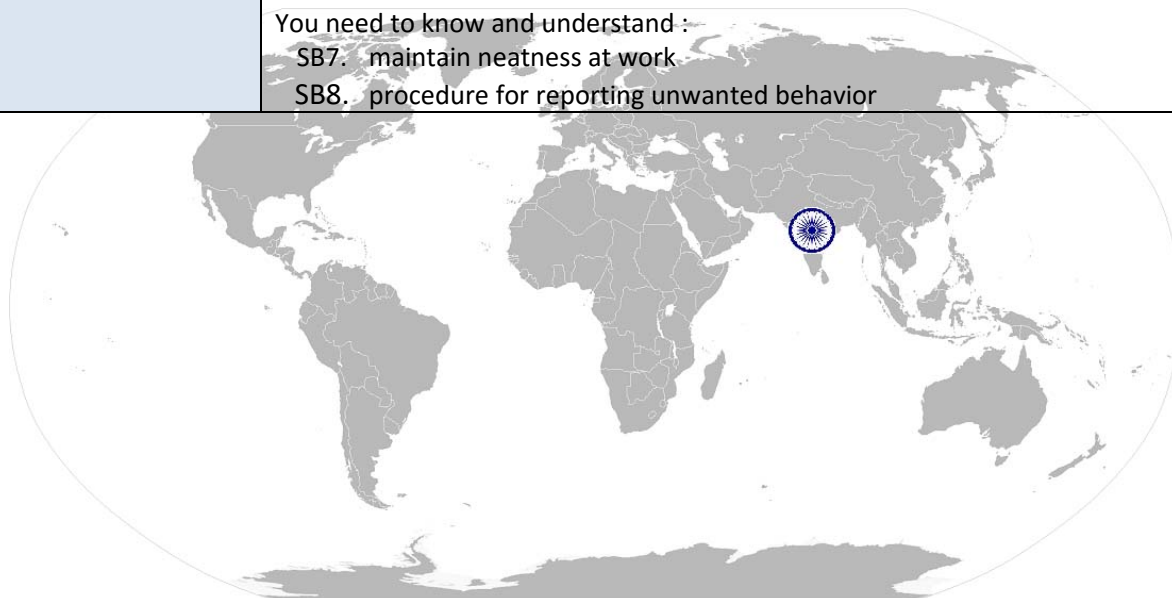 You need to know and understand :
SB7. maintain neatness at work
SB8. procedure for reporting unwanted behavior